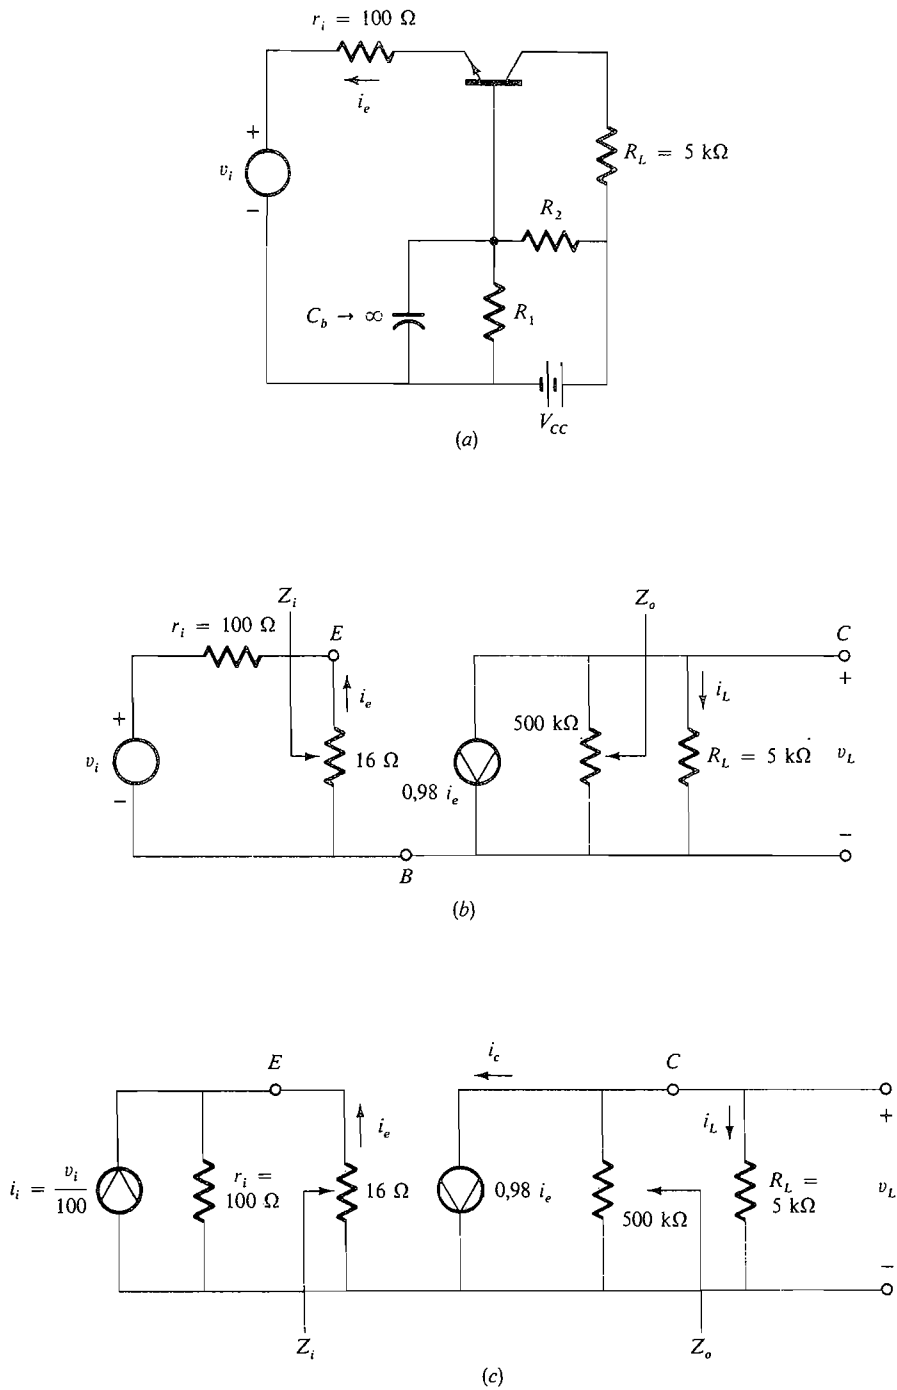 r_i = 100 Ω
i_e
+
v_i
−
R_L = 5 kΩ
R_2
C_b → ∞
R_1
V_CC
(a)
Z_i
Z_o
r_i = 100 Ω
E
C
+
i_e
i_L
+
500 kΩ
v_i
16 Ω
R_L = 5 kΩ
v_L
0,98 i_e
−
−
B
(b)
i_c
E
C
+
i_e
i_L
i_i = v_i / 100
r_i =
100 Ω
16 Ω
0,98 i_e
500 kΩ
R_L =
5 kΩ
v_L
−
Z_i
Z_o
(c)